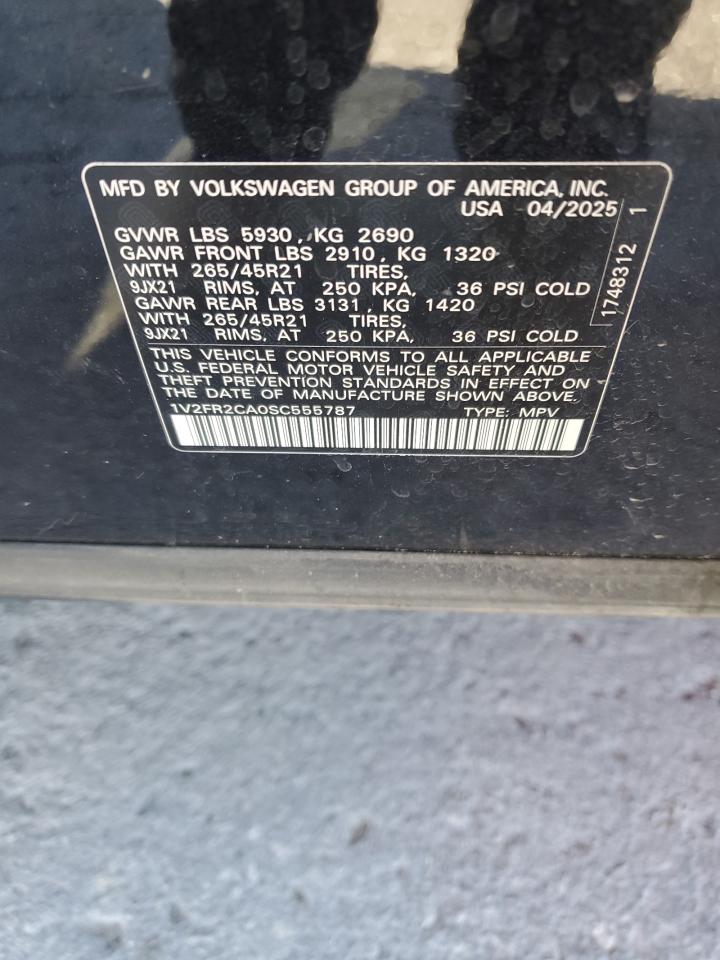 MFD BY VOLKSWAGEN GROUP OF AMERICA, INC.
USA 04/2025
GVWR LBS 5930, KG 2690
GAWR FRONT LBS 2910, KG 1320
WITH 265/45R21 TIRES,
9JX21 RIMS, AT 250 KPA, 36 PSI COLD
GAWR REAR LBS 3131, KG 1420
WITH 265/45R21 TIRES,
9JX21 RIMS, AT 250 KPA, 36 PSI COLD
1748312 1
THIS VEHICLE CONFORMS TO ALL APPLICABLE
U.S. FEDERAL MOTOR VEHICLE SAFETY AND
THEFT PREVENTION STANDARDS IN EFFECT ON
THE DATE OF MANUFACTURE SHOWN ABOVE.
1V2FR2CA0SC555787 TYPE: MPV